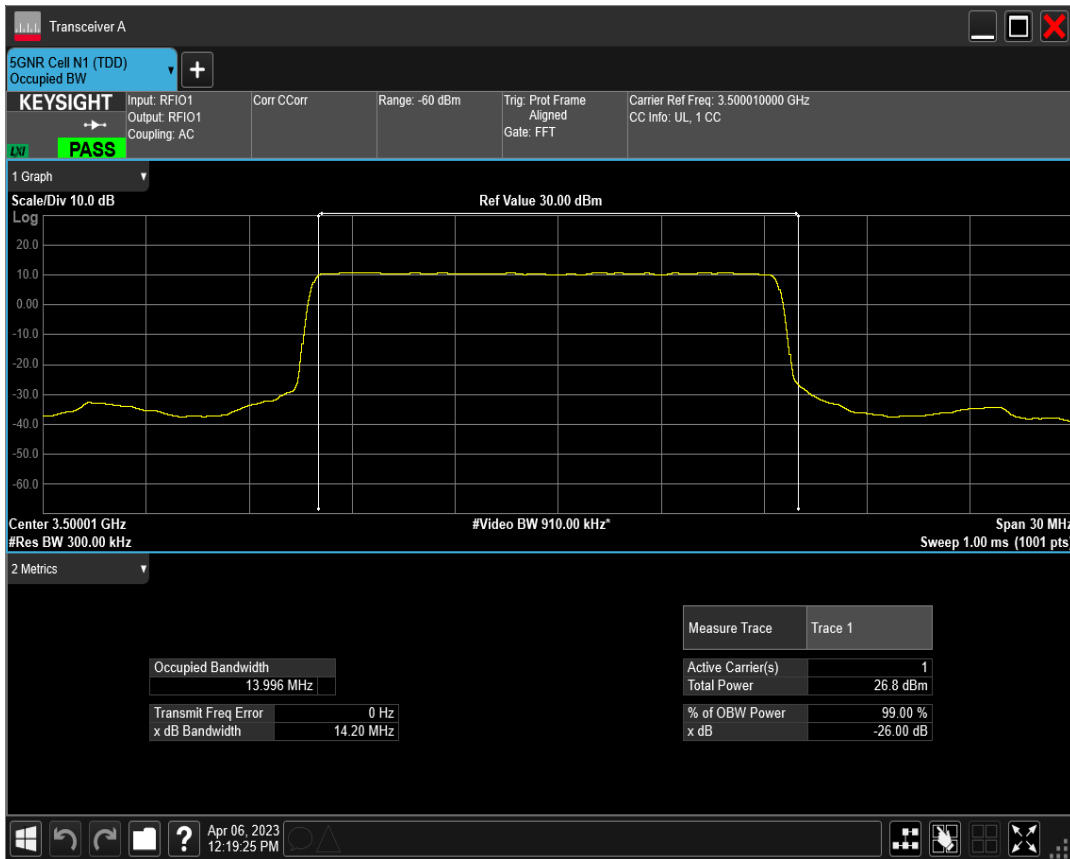 Transceiver A
5GNR Cell N1 (TDD)
Occupied BW
+
KEYSIGHT
LXI
PASS
Input: RFIO1
Output: RFIO1
Coupling: AC
Corr CCorr
Range: -60 dBm
Trig: Prot Frame
Aligned
Gate: FFT
Carrier Ref Freq: 3.500010000 GHz
CC Info: UL, 1 CC
1 Graph
Scale/Div 10.0 dB
Ref Value 30.00 dBm
Log
20.0
10.0
0.00
-10.0
-20.0
-30.0
-40.0
-50.0
-60.0
Center 3.50001 GHz
#Video BW 910.00 kHz*
Span 30 MHz
#Res BW 300.00 kHz
Sweep 1.00 ms (1001 pts)
2 Metrics
Measure Trace Trace 1
Occupied Bandwidth
13.996 MHz
Active Carrier(s) 1
Total Power 26.8 dBm
Transmit Freq Error 0 Hz
x dB Bandwidth 14.20 MHz
% of OBW Power 99.00 %
x dB -26.00 dB
?
Apr 06, 2023
12:19:25 PM